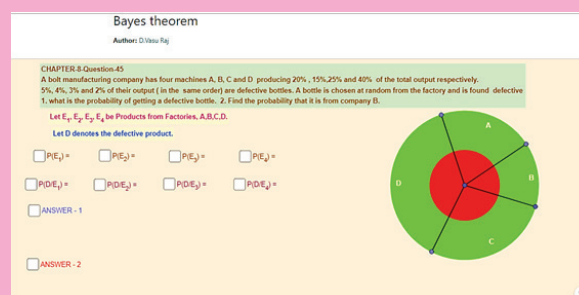 Bayes theorem
Author: D.Vasu Raj
CHAPTER-8-Question-45
A bolt manufacturing company has four machines A, B, C and D producing 20% , 15%,25% and 40% of the total output respectively.
5%, 4%, 3% and 2% of their output ( in the same order) are defective bottles. A bottle is chosen at random from the factory and is found defective
1. what is the probability of getting a defective bottle. 2. Find the probability that it is from company B.
Let E₁, E₂, E₃, E₄ be Products from Factories, A,B,C,D.
Let D denotes the defective product.
P(E₁) = P(E₂) = P(E₃) = P(E₄) =
P(D/E₁) = P(D/E₂) = P(D/E₃) = P(D/E₄) =
ANSWER - 1
ANSWER - 2
A
B
D
C